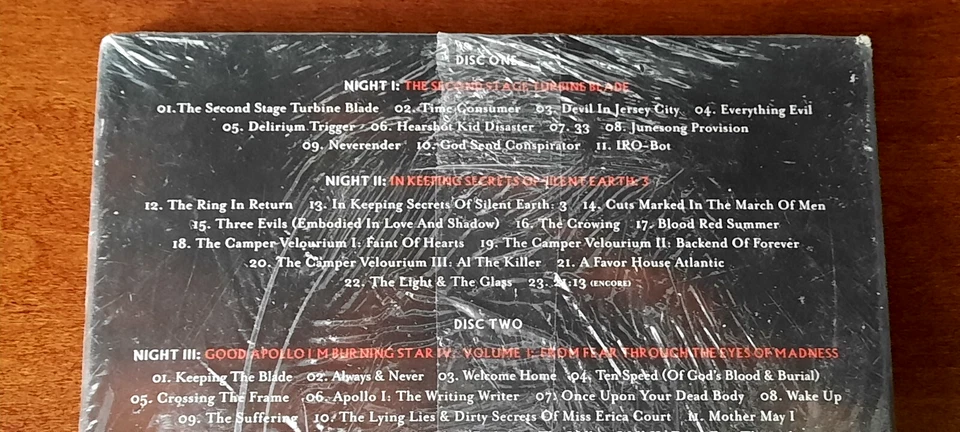 DISC ONE
NIGHT I: THE SECOND STAGE TURBINE BLADE
01.The Second Stage Turbine Blade 02. Time Consumer 03. Devil In Jersey City 04. Everything Evil
05. Delirium Trigger 06. Hearshot Kid Disaster 07. 33 08. Junesong Provision
09. Neverender 10. God Send Conspirator 11. IRO-Bot
NIGHT II: IN KEEPING SECRETS OF SILENT EARTH: 3
12. The Ring In Return 13. In Keeping Secrets Of Silent Earth: 3 14. Cuts Marked In The March Of Men
15. Three Evils (Embodied In Love And Shadow) 16. The Crowing 17. Blood Red Summer
18. The Camper Velourium I: Faint Of Hearts 19. The Camper Velourium II: Backend Of Forever
20. The Camper Velourium III: Al The Killer 21. A Favor House Atlantic
22. The Light & The Glass 23. 21:13 (ENCORE)
DISC TWO
NIGHT III: GOOD APOLLO I'M BURNING STAR IV, VOLUME 1: FROM FEAR THROUGH THE EYES OF MADNESS
01. Keeping The Blade 02. Always & Never 03. Welcome Home 04. Ten Speed (Of God's Blood & Burial)
05. Crossing The Frame 06. Apollo I: The Writing Writer 07. Once Upon Your Dead Body 08. Wake Up
09. The Suffering 10. The Lying Lies & Dirty Secrets Of Miss Erica Court 11. Mother May I